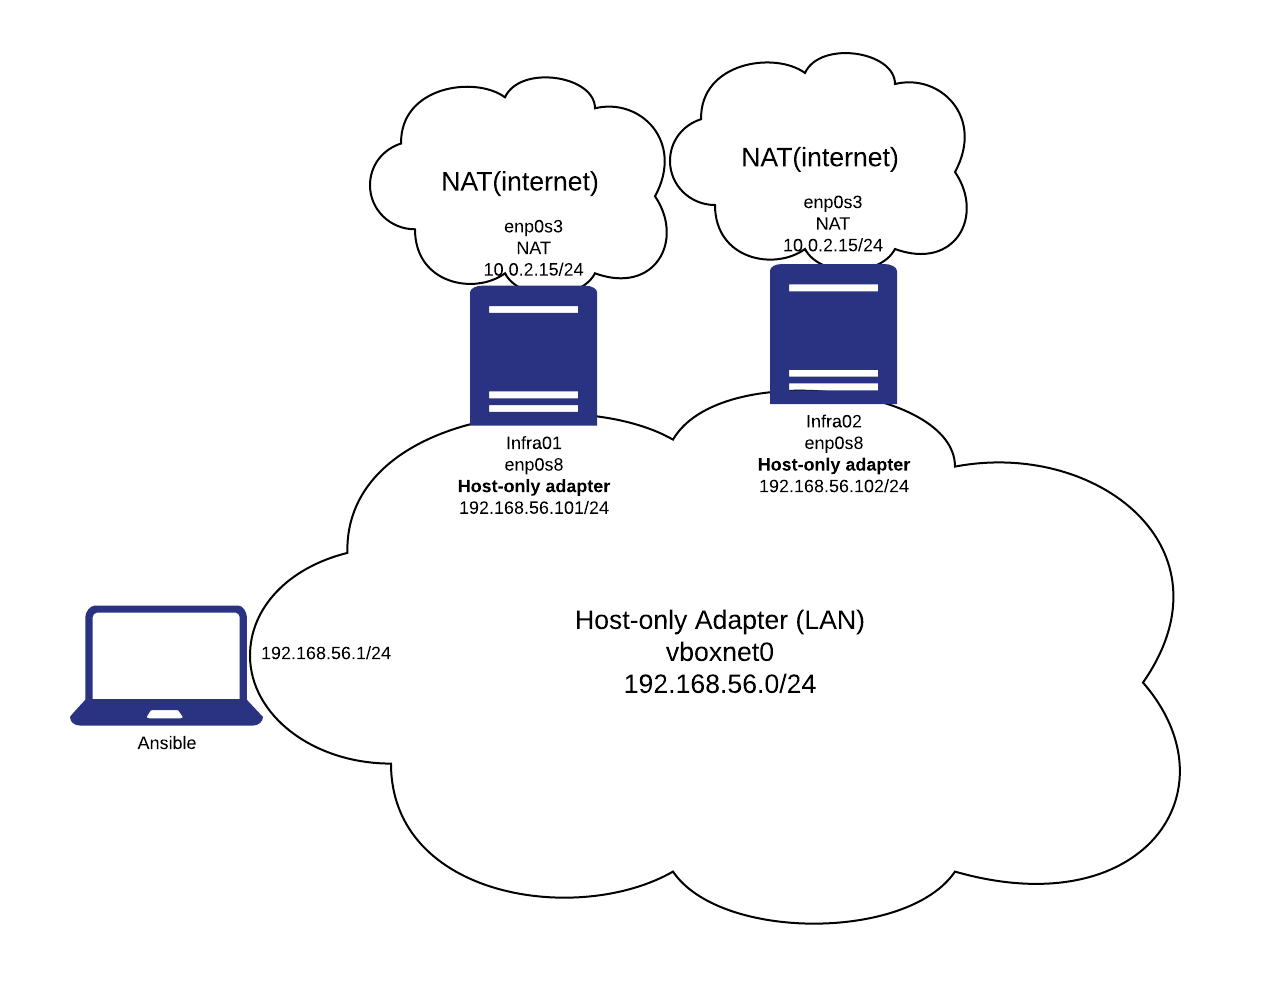 NAT(internet)
enp0s3
NAT
10.0.2.15/24
NAT(internet)
enp0s3
NAT
10.0.2.15/24
Infra01
enp0s8
Host-only adapter
192.168.56.101/24
Infra02
enp0s8
Host-only adapter
192.168.56.102/24
Host-only Adapter (LAN)
vboxnet0
192.168.56.0/24
192.168.56.1/24
Ansible